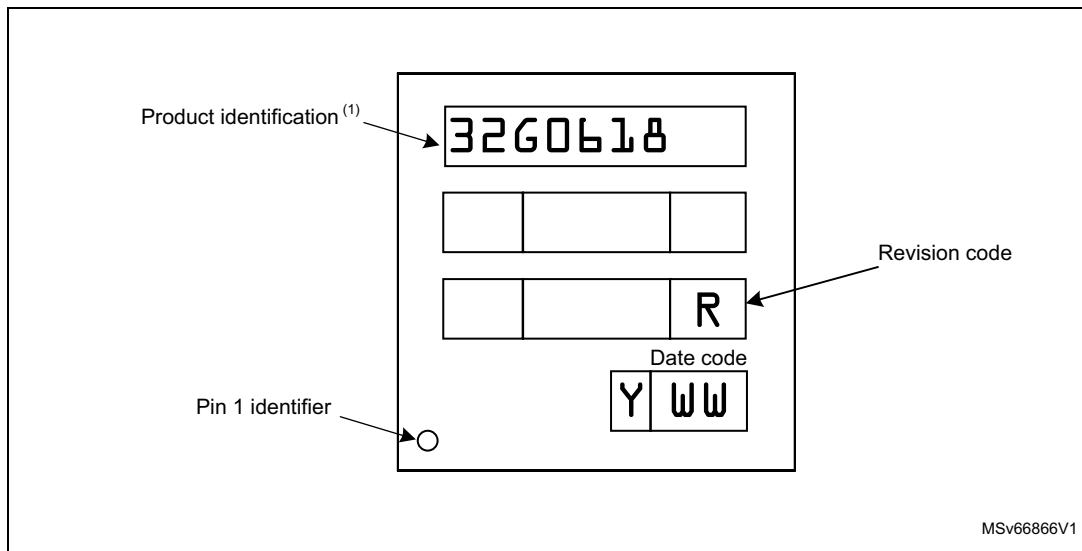 Product identification (1)
32G0618
Revision code
R
Date code
Y WW
Pin 1 identifier
MSv66866V1